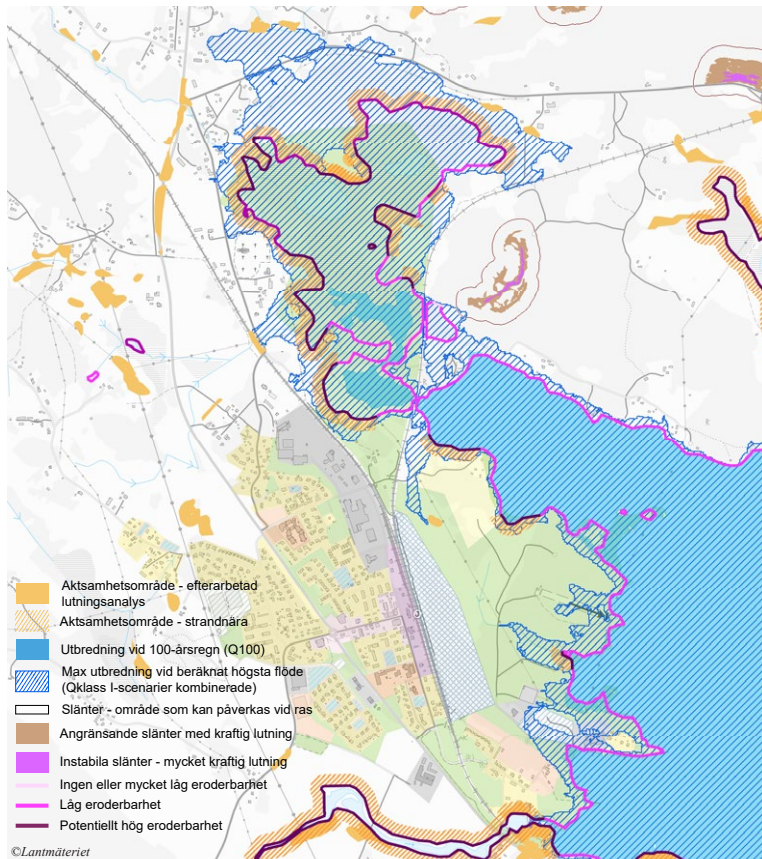 Aktsamhetsområde - efterarbetad
lutningsanalys
Aktsamhetsområde - strandnära
Utbredning vid 100-årsregn (Q100)
Max utbredning vid beräknat högsta flöde
(Qklass I-scenarier kombinerade)
Slänter - område som kan påverkas vid ras
Angränsande slänter med kraftig lutning
Instabila slänter - mycket kraftig lutning
Ingen eller mycket låg eroderbarhet
Låg eroderbarhet
Potentiellt hög eroderbarhet
©Lantmäteriet